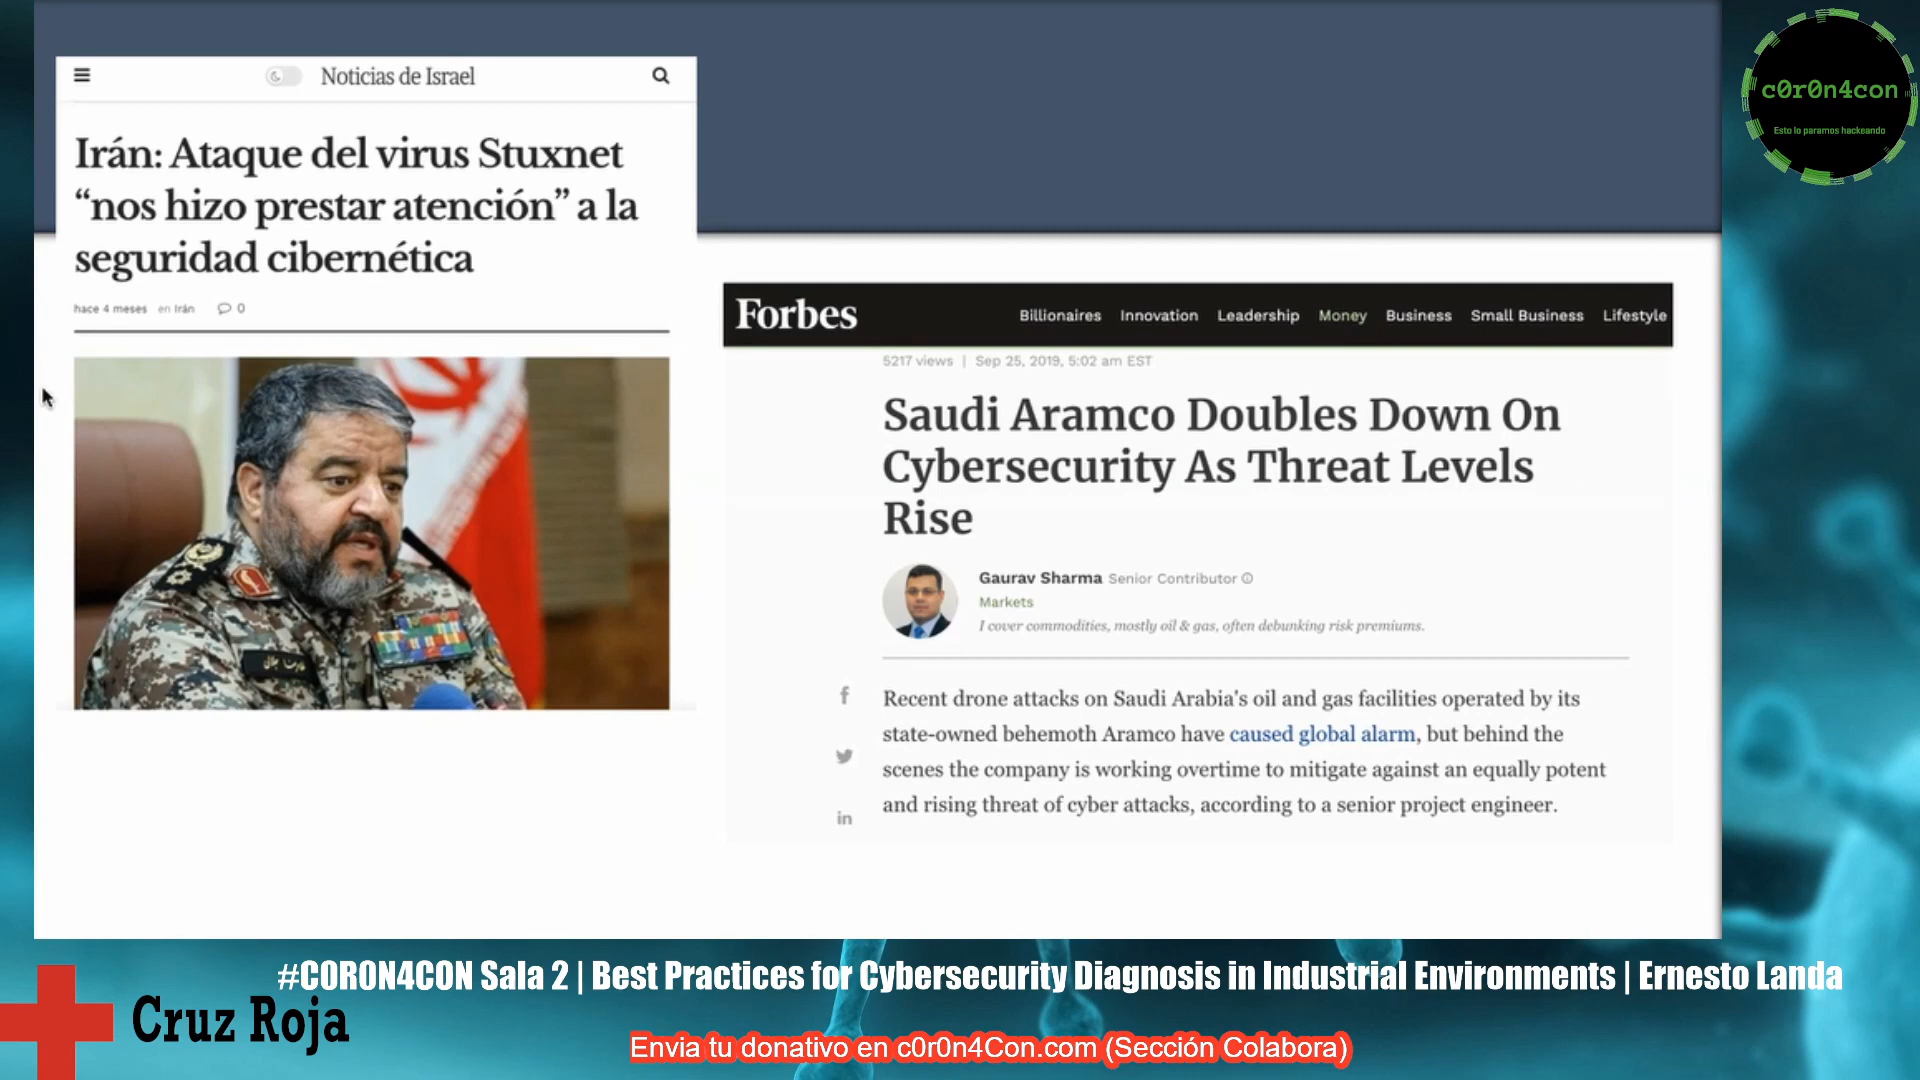 Noticias de Israel
Irán: Ataque del virus Stuxnet
“nos hizo prestar atención” a la
seguridad cibernética
hace 4 meses en Irán 0
Forbes
Billionaires Innovation Leadership Money Business Small Business Lifestyle
5217 views | Sep 25, 2019, 5:02 am EST
Saudi Aramco Doubles Down On
Cybersecurity As Threat Levels
Rise
Gaurav Sharma Senior Contributor
Markets
I cover commodities, mostly oil & gas, often debunking risk premiums.
Recent drone attacks on Saudi Arabia's oil and gas facilities operated by its
state-owned behemoth Aramco have caused global alarm, but behind the
scenes the company is working overtime to mitigate against an equally potent
and rising threat of cyber attacks, according to a senior project engineer.
c0r0n4con
Esto lo paramos hackeando
#CORON4CON Sala 2 | Best Practices for Cybersecurity Diagnosis in Industrial Environments | Ernesto Landa
Cruz Roja
Envia tu donativo en c0r0n4Con.com (Sección Colabora)